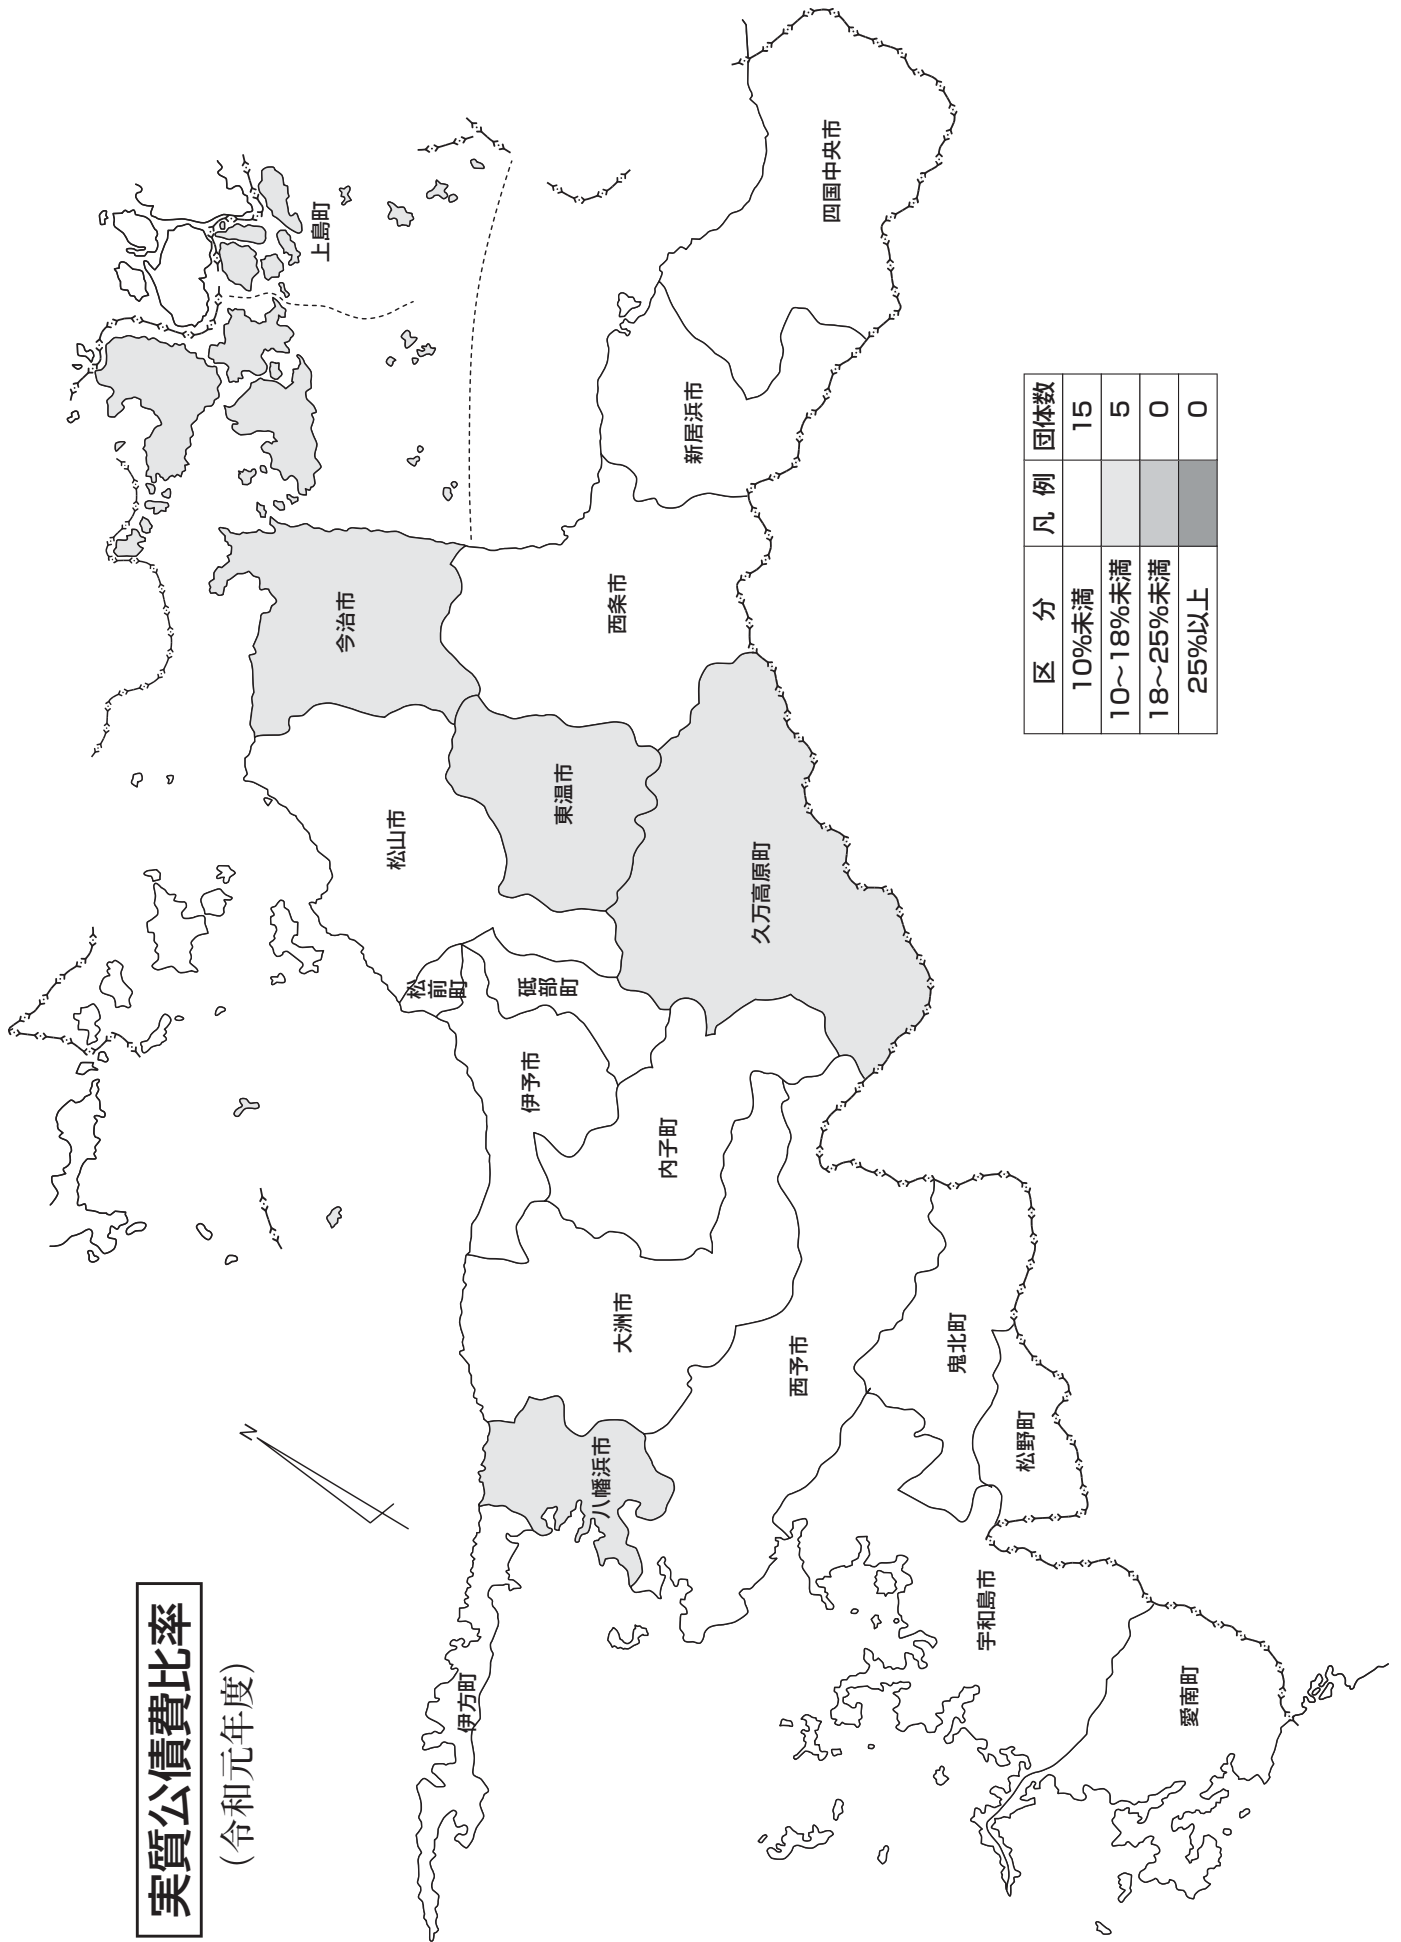 実質公債費比率
(令和元年度)
N
上島町
今治市
四国中央市
新居浜市
西条市
松山市
東温市
久万高原町
松前町
砥部町
伊予市
内子町
大洲市
八幡浜市
西予市
伊方町
鬼北町
松野町
宇和島市
愛南町
区分 凡例 団体数
10%未満 15
10～18%未満 5
18～25%未満 0
25%以上 0